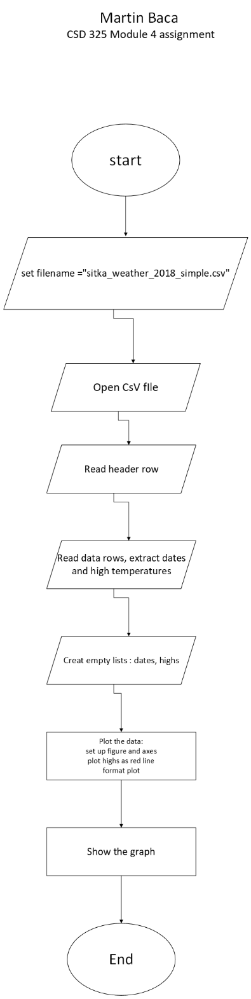 Martin Baca
CSD 325 Module 4 assignment
start
set filename ="sitka_weather_2018_simple.csv"
Open CsV fIle
Read header row
Read data rows, extract dates
and high temperatures
Creat empty lists : dates, highs
Plot the data:
set up figure and axes
plot highs as red line
format plot
Show the graph
End